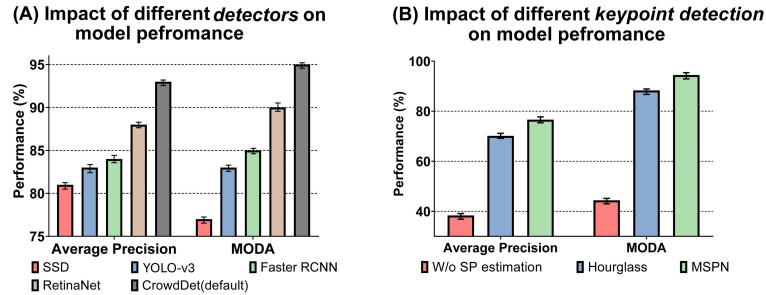 (A) Impact of different detectors on
model pefromance
Performance (%)
95
90
85
80
75
Average Precision
MODA
SSD
YOLO-v3
Faster RCNN
RetinaNet
CrowdDet(default)
(B) Impact of different keypoint detection
on model pefromance
Performance (%)
100
80
60
40
Average Precision
MODA
W/o SP estimation
Hourglass
MSPN